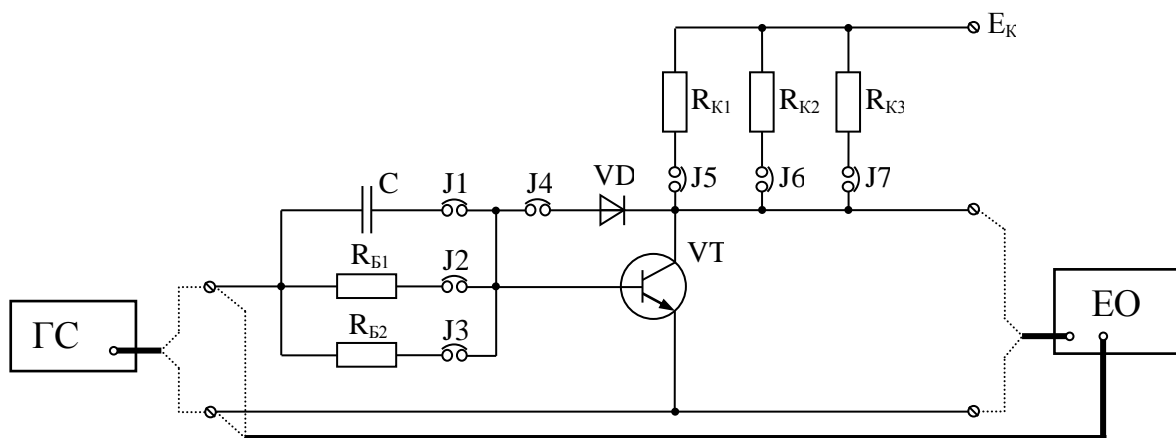 E_К
R_К1 R_К2 R_К3
J5 J6 J7
C J1 J4 VD
R_Б1 J2 VT
R_Б2 J3
ГС ЕО